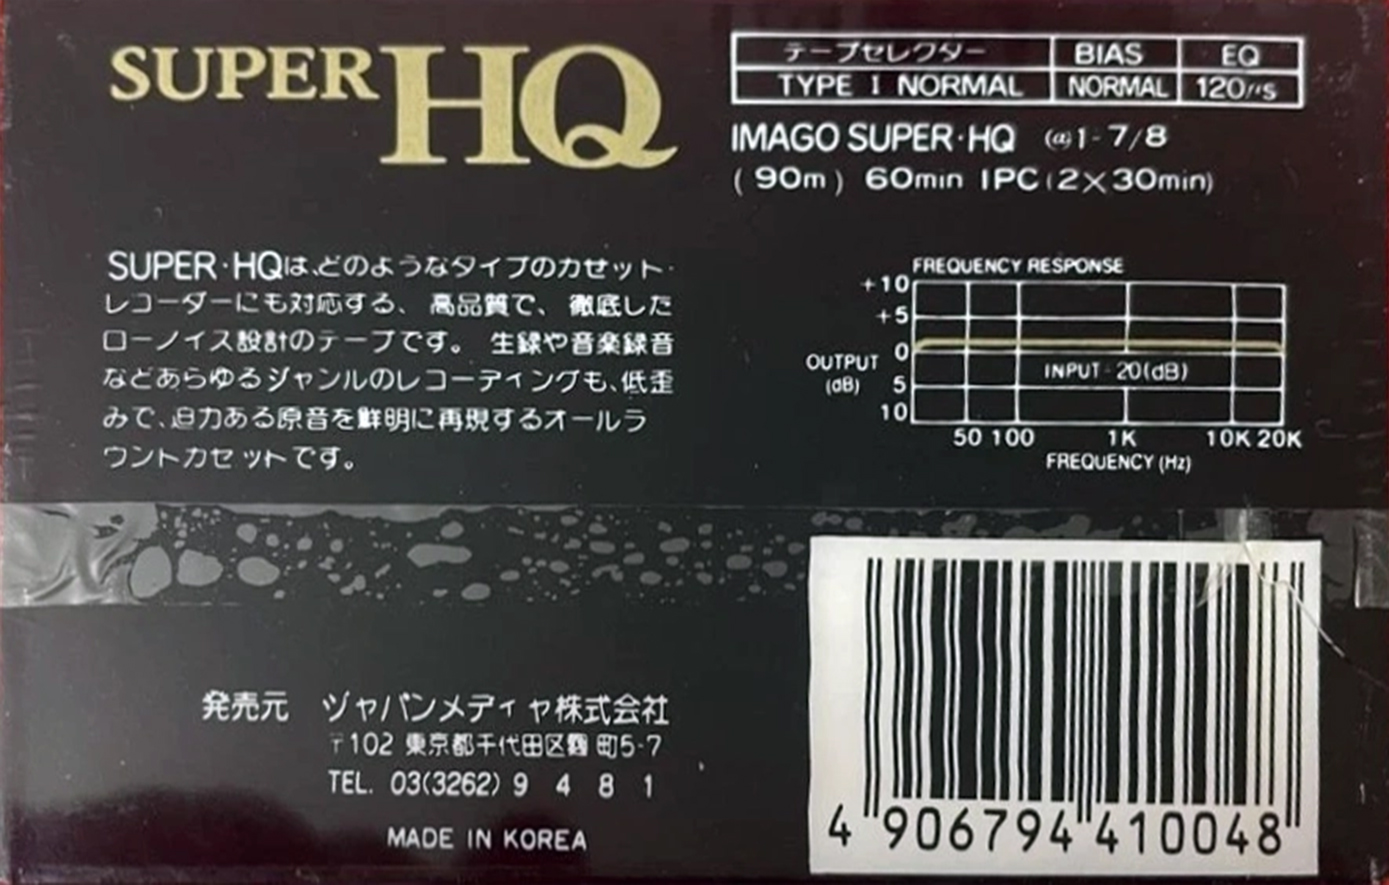 SUPER HQ
テープセレクター BIAS EQ
TYPE I NORMAL NORMAL 120μs
IMAGO SUPER·HQ @1-7/8
(90m) 60min 1PC(2×30min)
SUPER·HQは、どのようなタイプのカセット・
レコーダーにも対応する、高品質で、徹底した
ローノイズ設計のテープです。生録や音楽録音
などあらゆるジャンルのレコーディングも、低歪
みで、迫力ある原音を鮮明に再現するオールラ
ウンドカセットです。
FREQUENCY RESPONSE
+10
+5
0
5
10
OUTPUT
(dB)
INPUT -20(dB)
50 100 1K 10K 20K
FREQUENCY (Hz)
発売元 ジャパンメディャ株式会社
〒102 東京都千代田区麴町5-7
TEL. 03(3262)9481
MADE IN KOREA
4 906794 410048